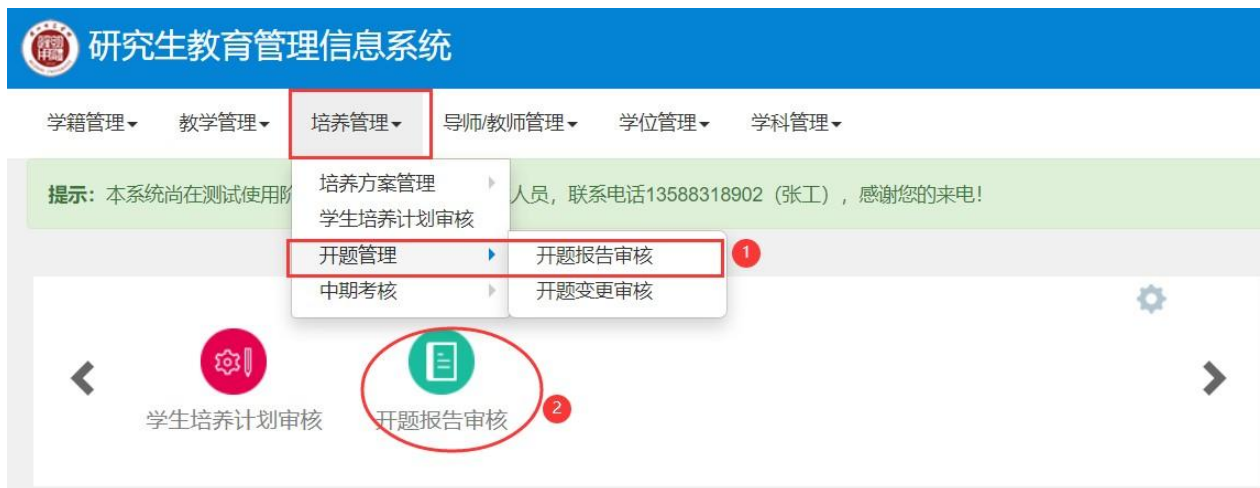 研究生教育管理信息系统
学籍管理 教学管理 培养管理 导师/教师管理 学位管理 学科管理
提示：本系统尚在测试使用阶 人员，联系电话13588318902（张工），感谢您的来电！
培养方案管理
学生培养计划审核
开题管理 开题报告审核 1
中期考核 开题变更审核
学生培养计划审核 开题报告审核 2